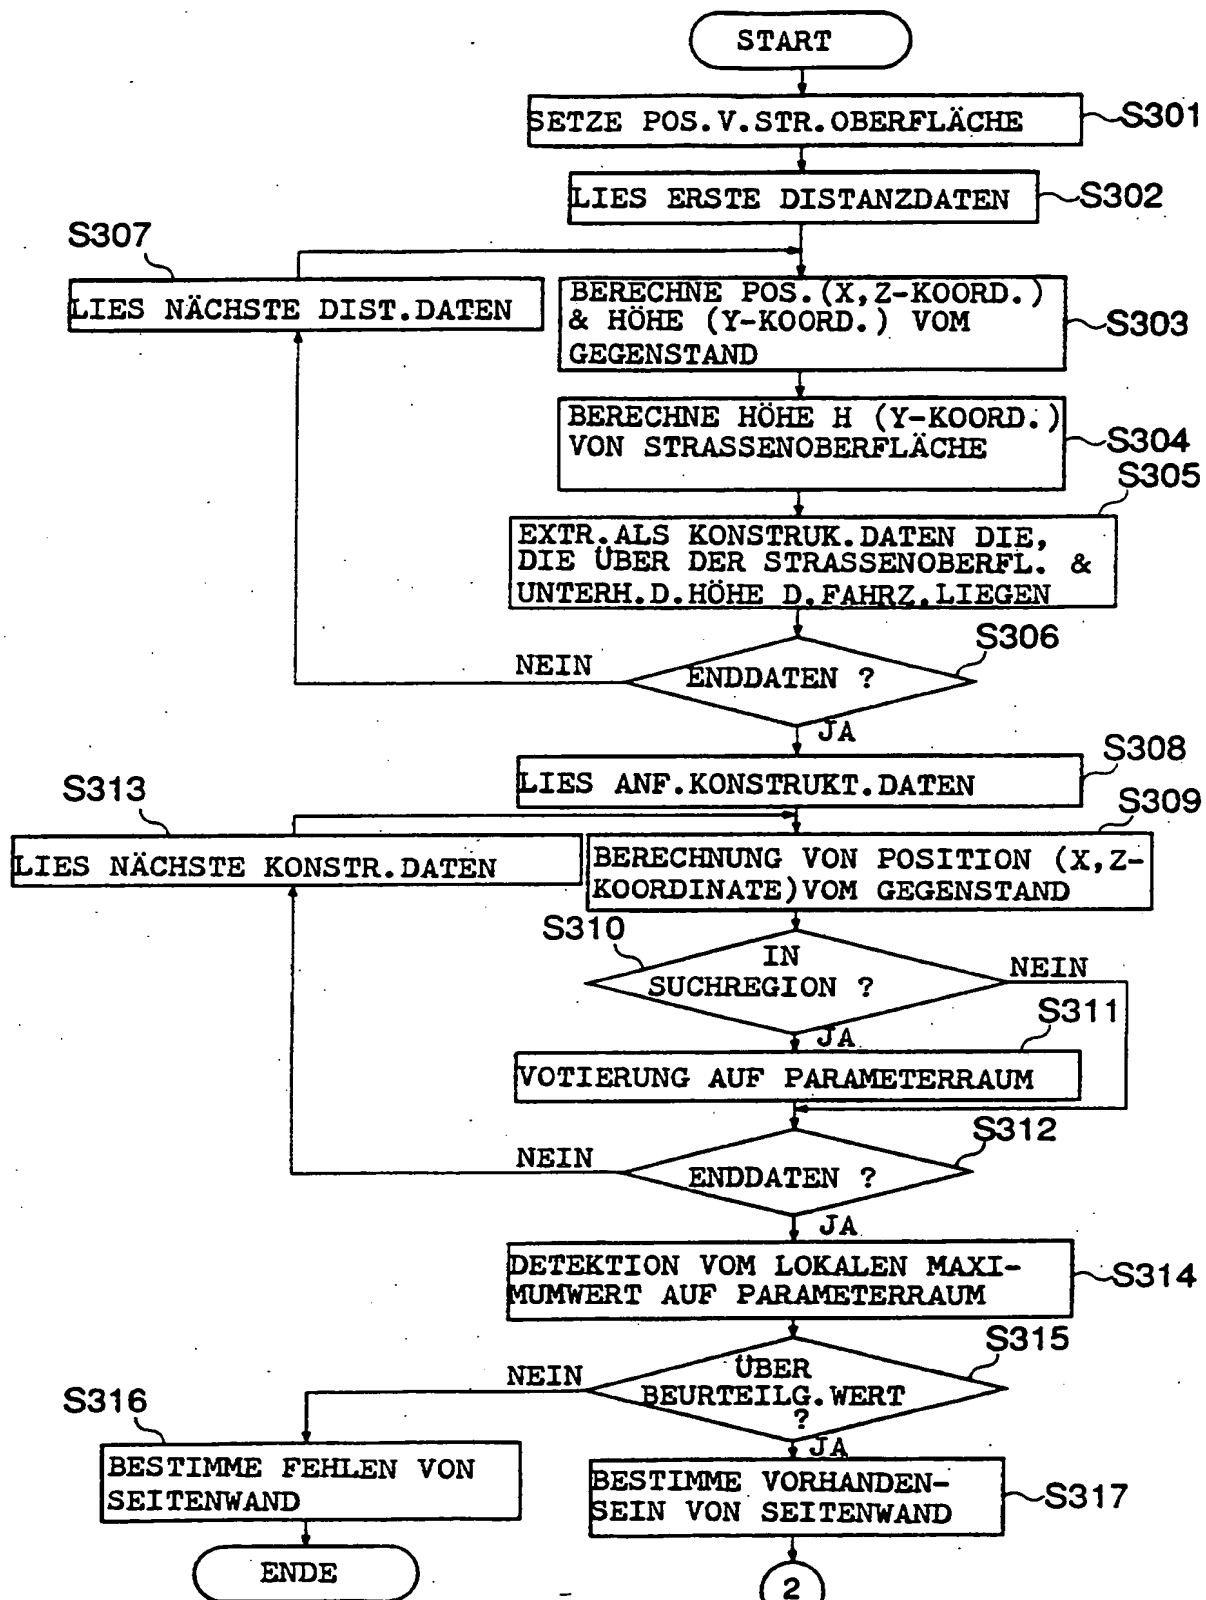 START
SETZE POS.V.STR.OBERFLÄCHE
S301
LIES ERSTE DISTANZDATEN
S302
S307
LIES NÄCHSTE DIST.DATEN
BERECHNE POS.(X,Z-KOORD.)
& HÖHE (Y-KOORD.) VOM
GEGENSTAND
S303
BERECHNE HÖHE H (Y-KOORD.)
VON STRASSENOBERFLÄCHE
S304
S305
EXTR.ALS KONSTRUK.DATEN DIE,
DIE ÜBER DER STRASSENOBERFL. &
UNTERH.D.HÖHE D.FAHRZ.LIEGEN
S306
NEIN
ENDDATEN ?
JA
S308
LIES ANF.KONSTRUKT.DATEN
S313
S309
LIES NÄCHSTE KONSTR.DATEN
BERECHNUNG VON POSITION (X,Z-
KOORDINATE)VOM GEGENSTAND
S310
IN
SUCHREGION ?
NEIN
S311
JA
VOTIERUNG AUF PARAMETERRAUM
S312
NEIN
ENDDATEN ?
JA
DETEKTION VOM LOKALEN MAXI-
MUMWERT AUF PARAMETERRAUM
S314
S315
NEIN
ÜBER
BEURTEILG.WERT
?
S316
JA
BESTIMME FEHLEN VON
SEITENWAND
BESTIMME VORHANDEN-
SEIN VON SEITENWAND
S317
ENDE
2